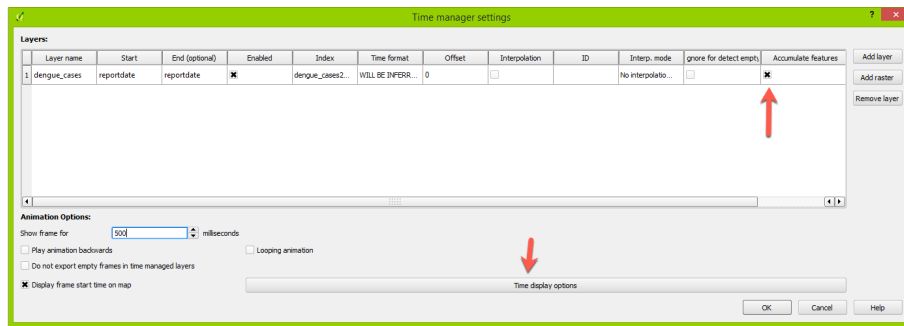 Time manager settings
?
Layers:
Layer name Start End (optional) Enabled Index Time format Offset Interpolation ID Interp. mode gnore for detect empty Accumulate features
1 dengue_cases reportdate reportdate dengue_cases2... WILL BE INFERR... 0 No interpolatio...
Add layer
Add raster
Remove layer
Animation Options:
Show frame for 500 milliseconds
Play animation backwards Looping animation
Do not export empty frames in time managed layers
Display frame start time on map Time display options
OK Cancel Help